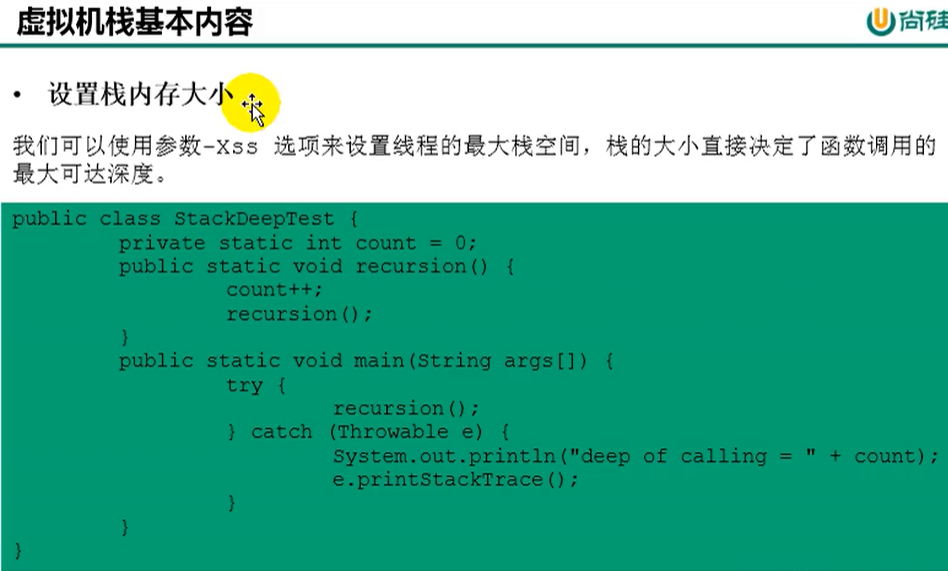 虚拟机栈基本内容
尚硅
• 设置栈内存大小
我们可以使用参数-Xss 选项来设置线程的最大栈空间，栈的大小直接决定了函数调用的
最大可达深度。
public class StackDeepTest {
private static int count = 0;
public static void recursion() {
count++;
recursion();
}
public static void main(String args[]) {
try {
recursion();
} catch (Throwable e) {
System.out.println("deep of calling = " + count);
e.printStackTrace();
}
}
}